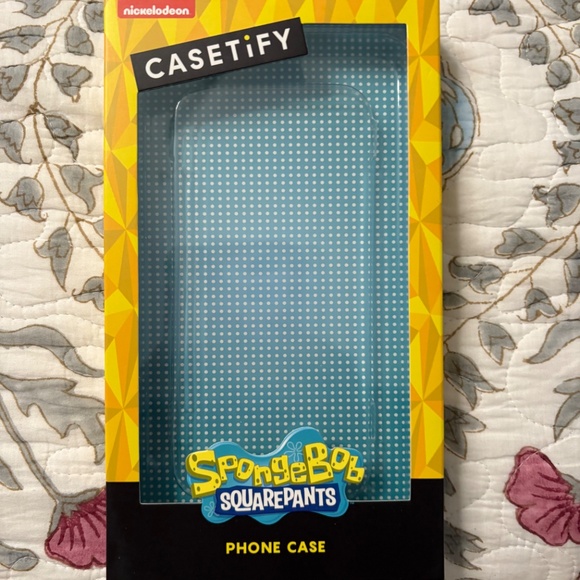 nickelodeon
CASETiFY
SPONGEBOB
SQUAREPANTS
PHONE CASE